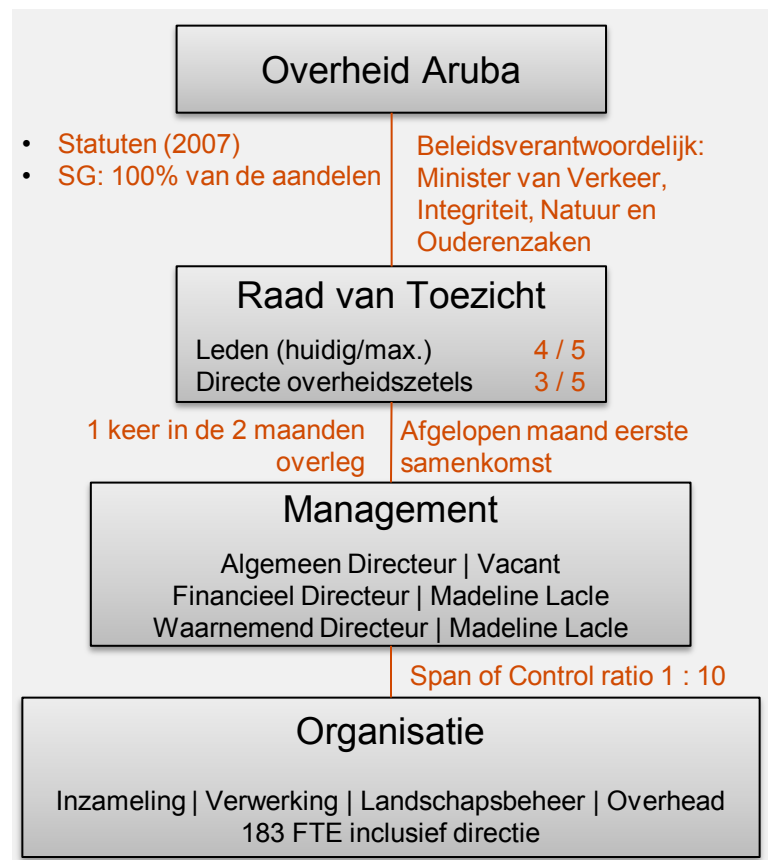 Overheid Aruba
• Statuten (2007)
• SG: 100% van de aandelen
Beleidsverantwoordelijk:
Minister van Verkeer,
Integriteit, Natuur en
Ouderenzaken
Raad van Toezicht
Leden (huidig/max.) 4 / 5
Directe overheidszetels 3 / 5
1 keer in de 2 maanden
overleg
Afgelopen maand eerste
samenkomst
Management
Algemeen Directeur | Vacant
Financieel Directeur | Madeline Lacle
Waarnemend Directeur | Madeline Lacle
Span of Control ratio 1 : 10
Organisatie
Inzameling | Verwerking | Landschapsbeheer | Overhead
183 FTE inclusief directie